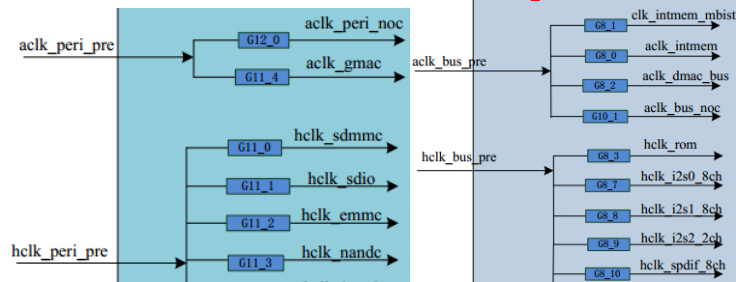 aclk_peri_pre
G12_0
aclk_peri_noc
G11_4
aclk_gmac
hclk_peri_pre
G11_0
hclk_sdmmc
G11_1
hclk_sdio
G11_2
hclk_emmc
G11_3
hclk_nandc
aclk_bus_pre
G8_1
clk_intmem_mbist
G8_0
aclk_intmem
G8_2
aclk_dmac_bus
G10_1
aclk_bus_noc
hclk_bus_pre
G8_3
hclk_rom
G8_7
hclk_i2s0_8ch
G8_8
hclk_i2s1_8ch
G8_9
hclk_i2s2_2ch
G8_10
hclk_spdif_8ch